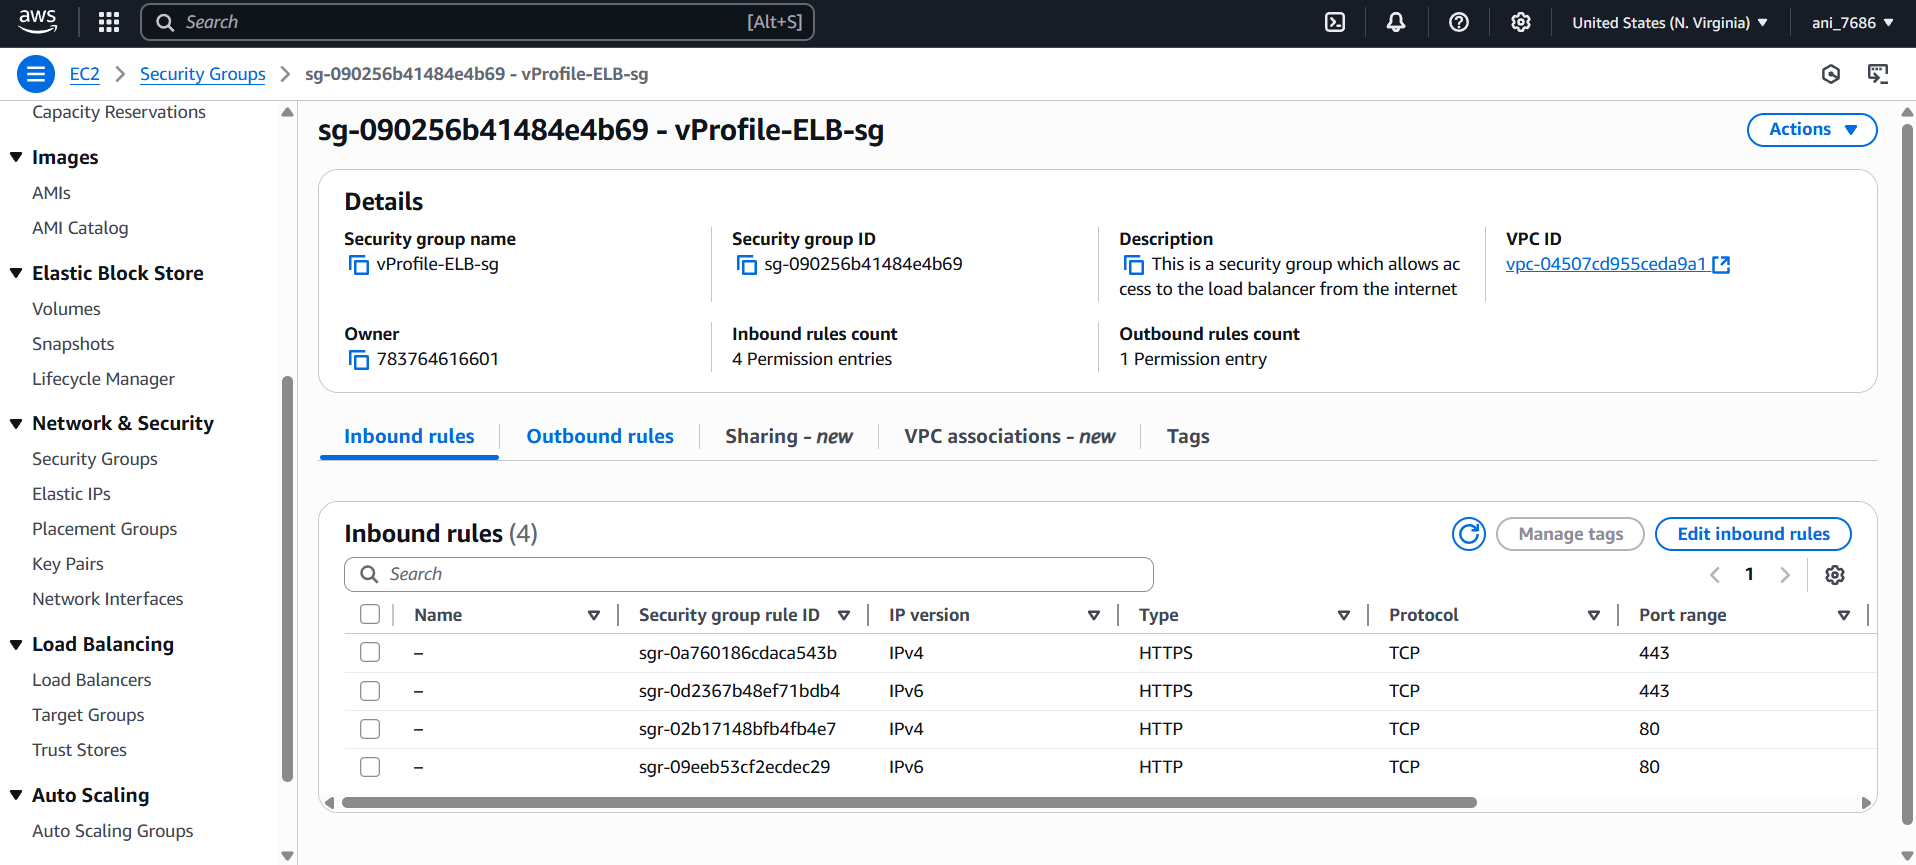 aws
Search [Alt+S]
United States (N. Virginia)
ani_7686
EC2
Security Groups
sg-090256b41484e4b69 - vProfile-ELB-sg
Capacity Reservations
Images
AMIs
AMI Catalog
Elastic Block Store
Volumes
Snapshots
Lifecycle Manager
Network & Security
Security Groups
Elastic IPs
Placement Groups
Key Pairs
Network Interfaces
Load Balancing
Load Balancers
Target Groups
Trust Stores
Auto Scaling
Auto Scaling Groups
sg-090256b41484e4b69 - vProfile-ELB-sg
Actions
Details
Security group name
vProfile-ELB-sg
Security group ID
sg-090256b41484e4b69
Description
This is a security group which allows ac
cess to the load balancer from the internet
VPC ID
vpc-04507cd955ceda9a1
Owner
783764616601
Inbound rules count
4 Permission entries
Outbound rules count
1 Permission entry
Inbound rules
Outbound rules
Sharing - new
VPC associations - new
Tags
Inbound rules (4)
Manage tags
Edit inbound rules
Search
1
Name Security group rule ID IP version Type Protocol Port range
– sgr-0a760186cdaca543b IPv4 HTTPS TCP 443
– sgr-0d2367b48ef71bdb4 IPv6 HTTPS TCP 443
– sgr-02b17148bfb4fb4e7 IPv4 HTTP TCP 80
– sgr-09eeb53cf2ecdec29 IPv6 HTTP TCP 80